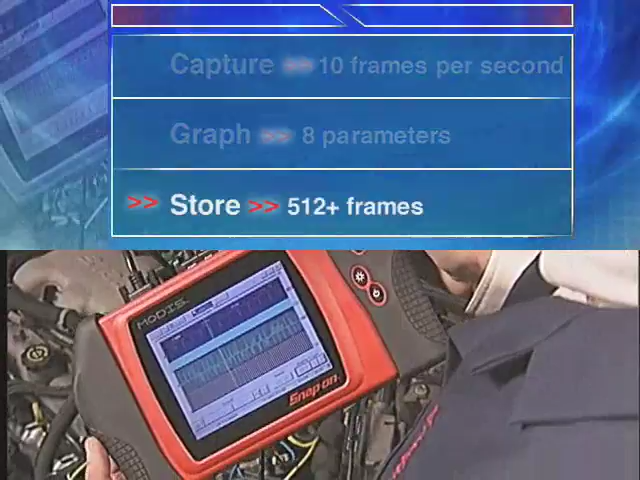 Capture >> 10 frames per second
Graph >> 8 parameters
>> Store >> 512+ frames
MODIS
Snap-on